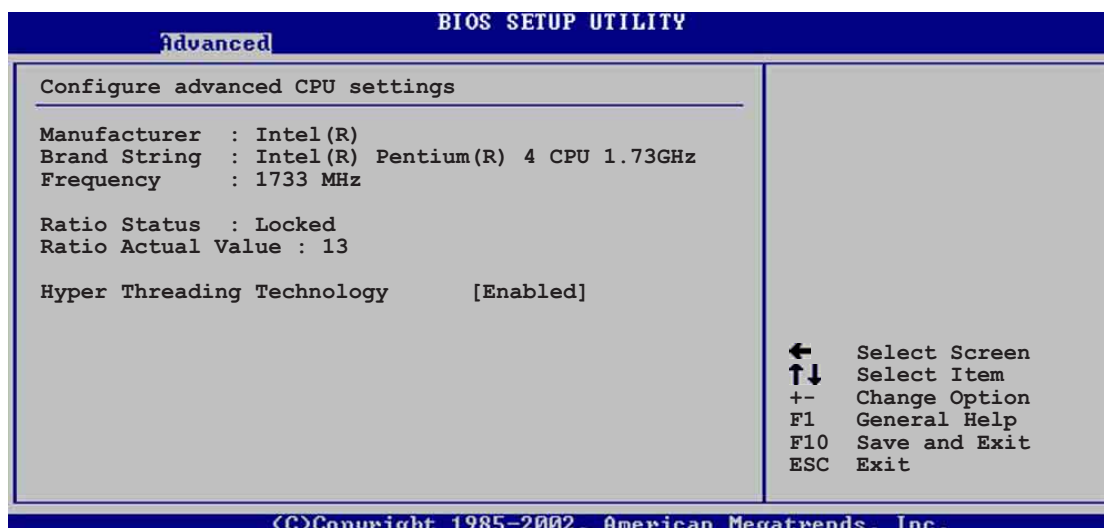 BIOS SETUP UTILITY
Advanced
Configure advanced CPU settings
Manufacturer : Intel(R)
Brand String : Intel(R) Pentium(R) 4 CPU 1.73GHz
Frequency : 1733 MHz
Ratio Status : Locked
Ratio Actual Value : 13
Hyper Threading Technology [Enabled]
← Select Screen
↑↓ Select Item
+- Change Option
F1 General Help
F10 Save and Exit
ESC Exit
(C)Copyright 1985-2002, American Megatrends, Inc.